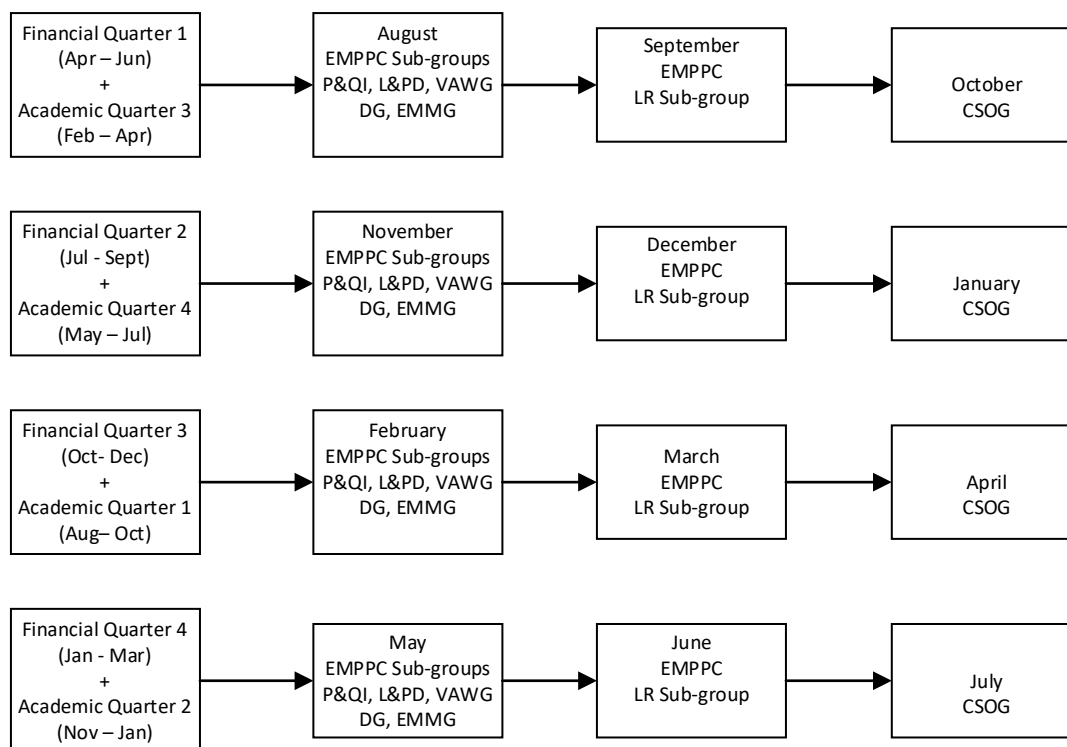 Financial Quarter 1
(Apr – Jun)
+
Academic Quarter 3
(Feb – Apr)
August
EMPPC Sub-groups
P&QI, L&PD, VAWG
DG, EMMG
September
EMPPC
LR Sub-group
October
CSOG
Financial Quarter 2
(Jul - Sept)
+
Academic Quarter 4
(May – Jul)
November
EMPPC Sub-groups
P&QI, L&PD, VAWG
DG, EMMG
December
EMPPC
LR Sub-group
January
CSOG
Financial Quarter 3
(Oct- Dec)
+
Academic Quarter 1
(Aug– Oct)
February
EMPPC Sub-groups
P&QI, L&PD, VAWG
DG, EMMG
March
EMPPC
LR Sub-group
April
CSOG
Financial Quarter 4
(Jan - Mar)
+
Academic Quarter 2
(Nov – Jan)
May
EMPPC Sub-groups
P&QI, L&PD, VAWG
DG, EMMG
June
EMPPC
LR Sub-group
July
CSOG